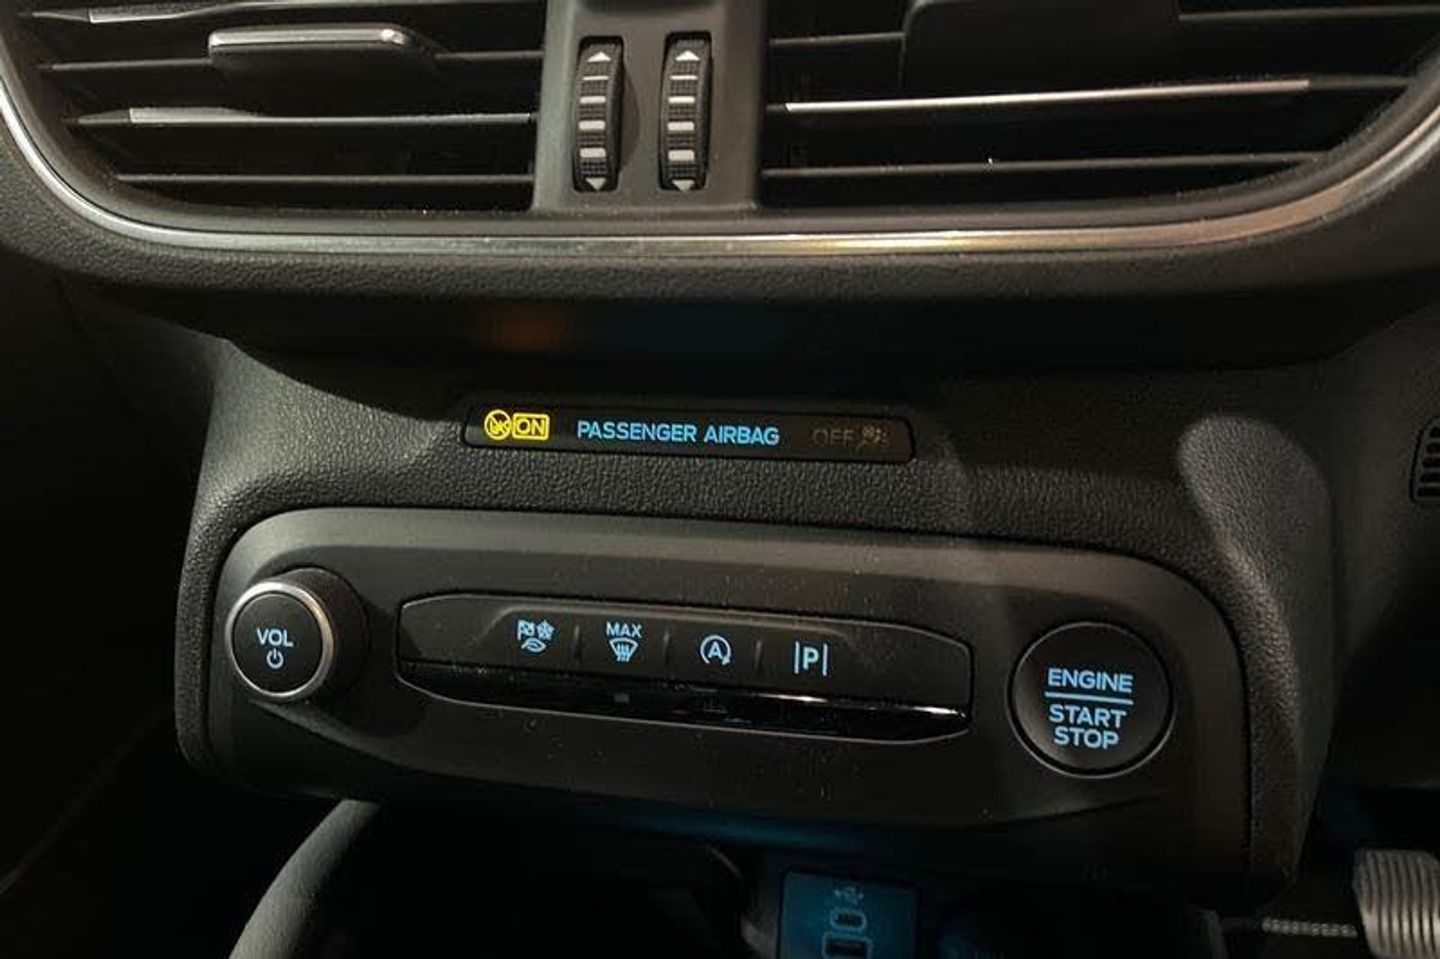 ON PASSENGER AIRBAG OFF
VOL
MAX
A
P
ENGINE
START
STOP